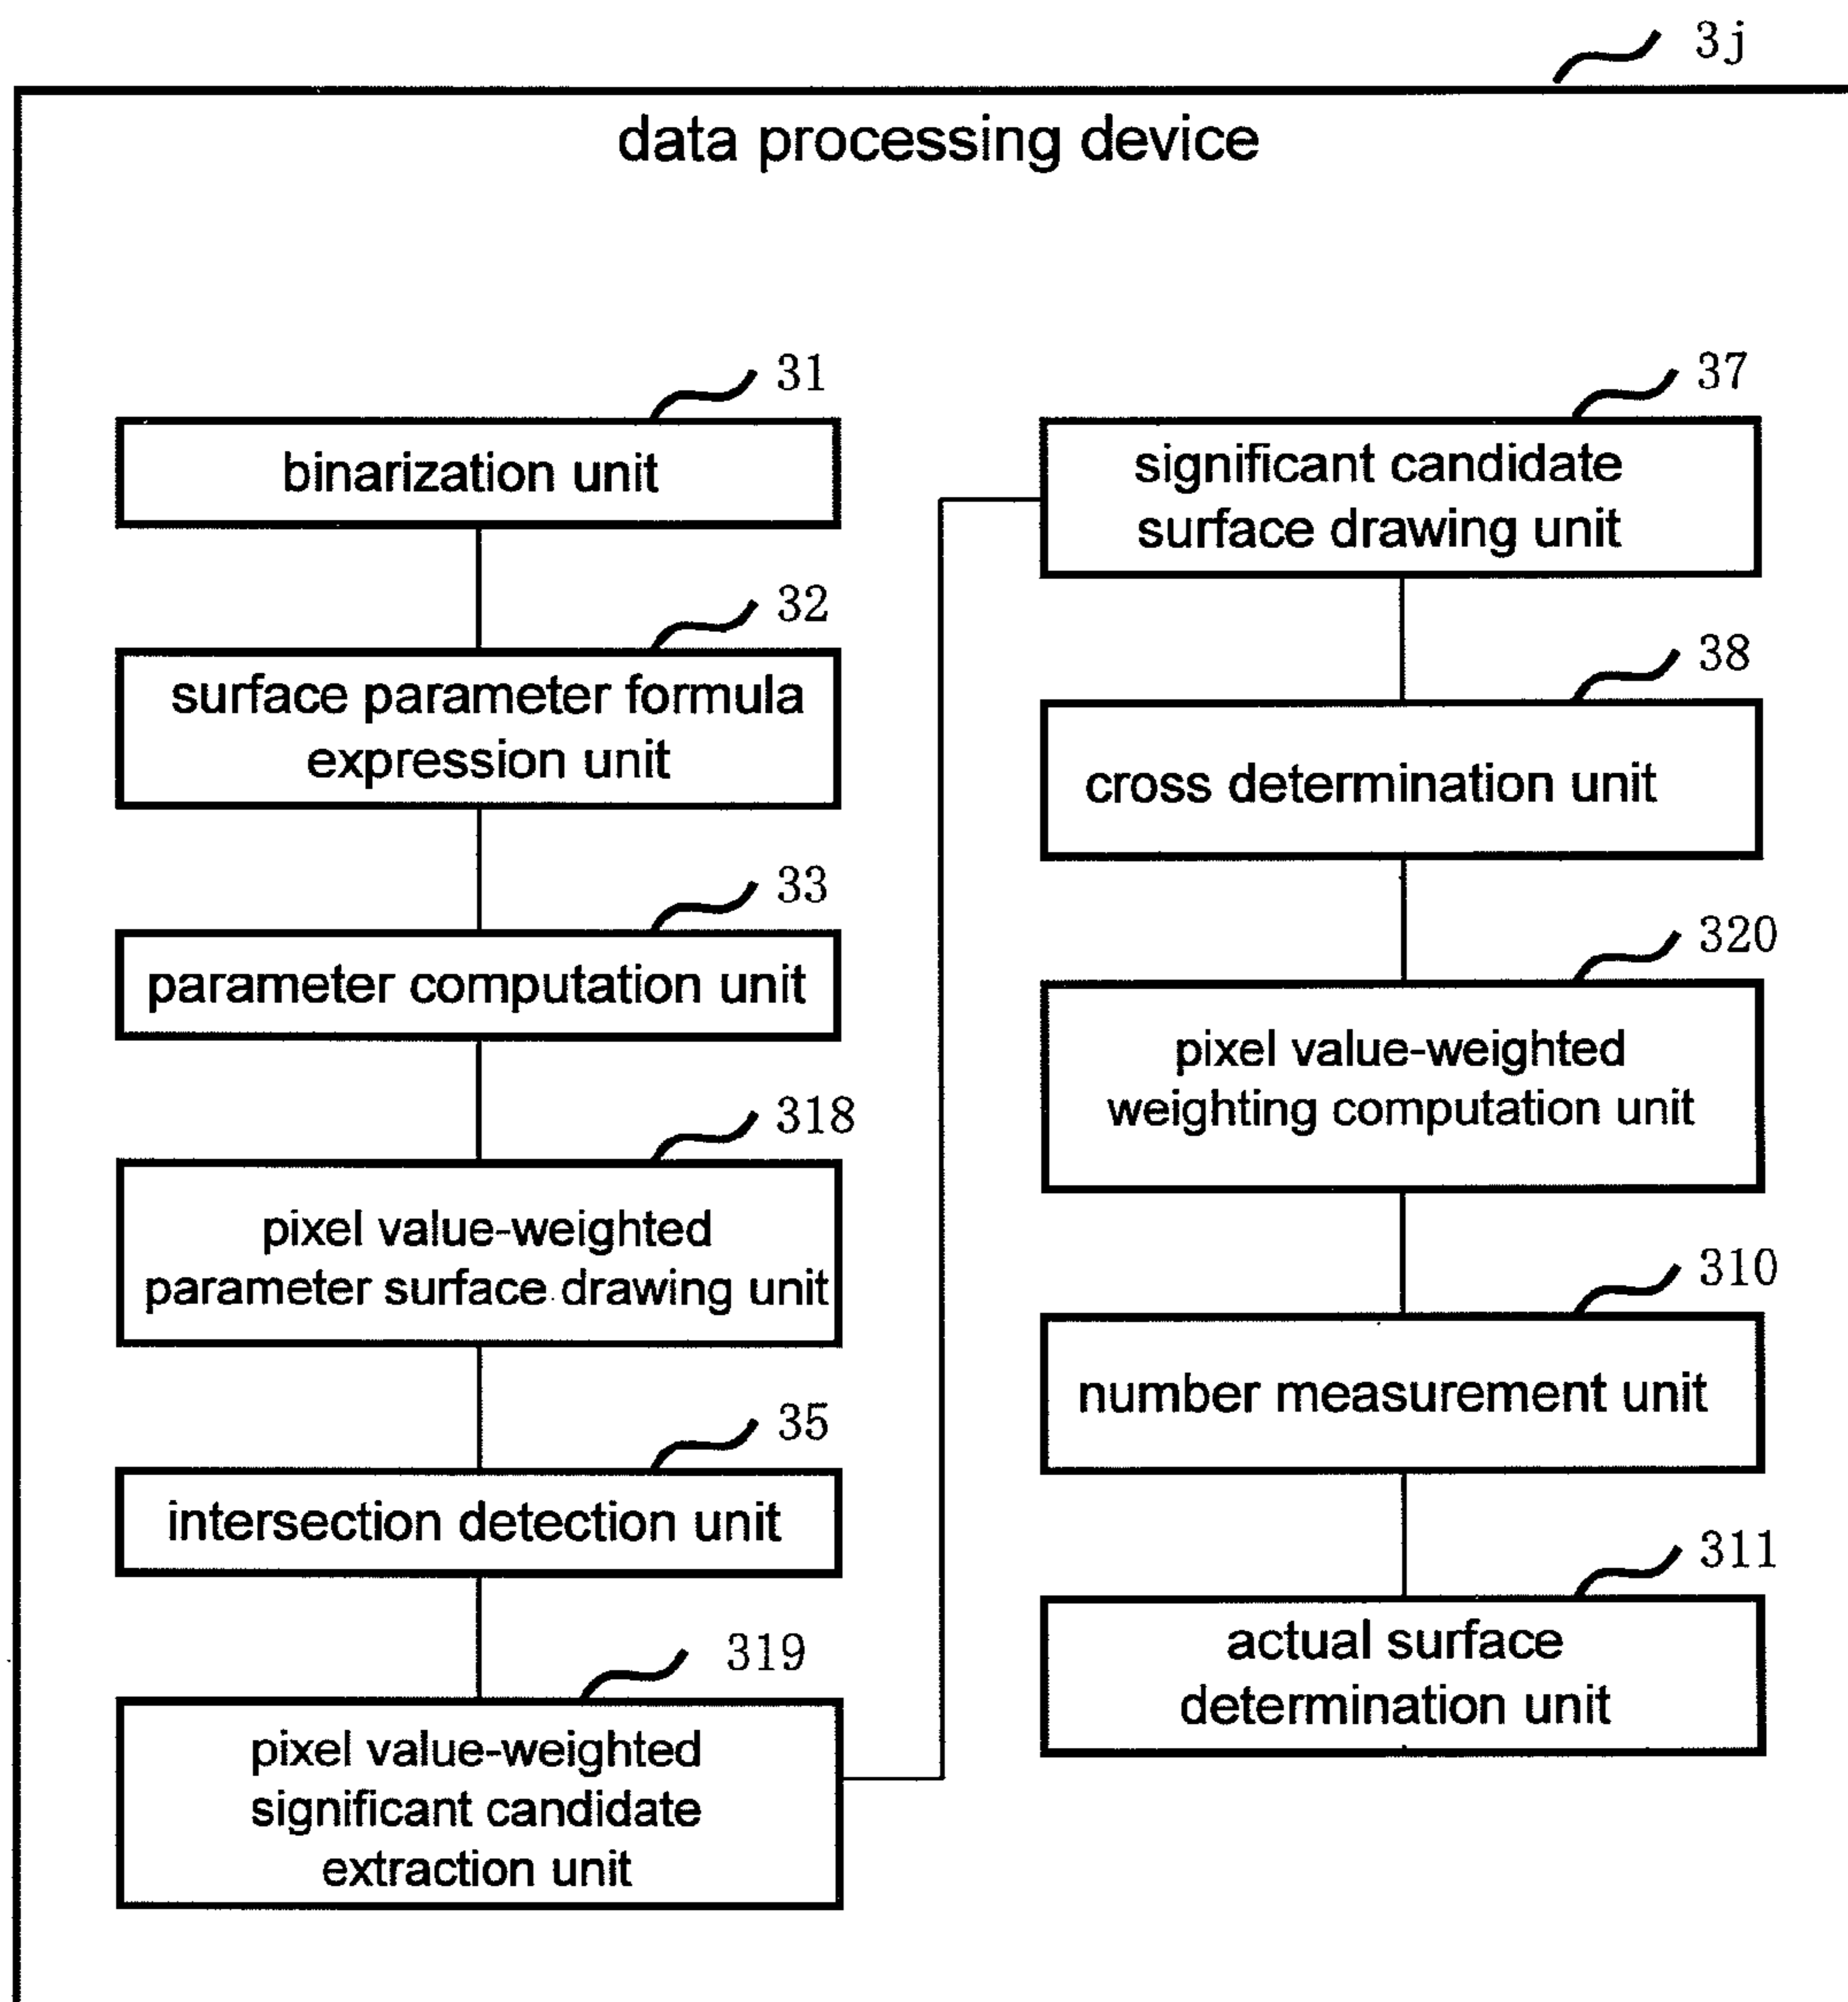 3j
data processing device
31
binarization unit
32
surface parameter formula
expression unit
33
parameter computation unit
318
pixel value-weighted
parameter surface drawing unit
35
intersection detection unit
319
pixel value-weighted
significant candidate
extraction unit
37
significant candidate
surface drawing unit
38
cross determination unit
320
pixel value-weighted
weighting computation unit
310
number measurement unit
311
actual surface
determination unit